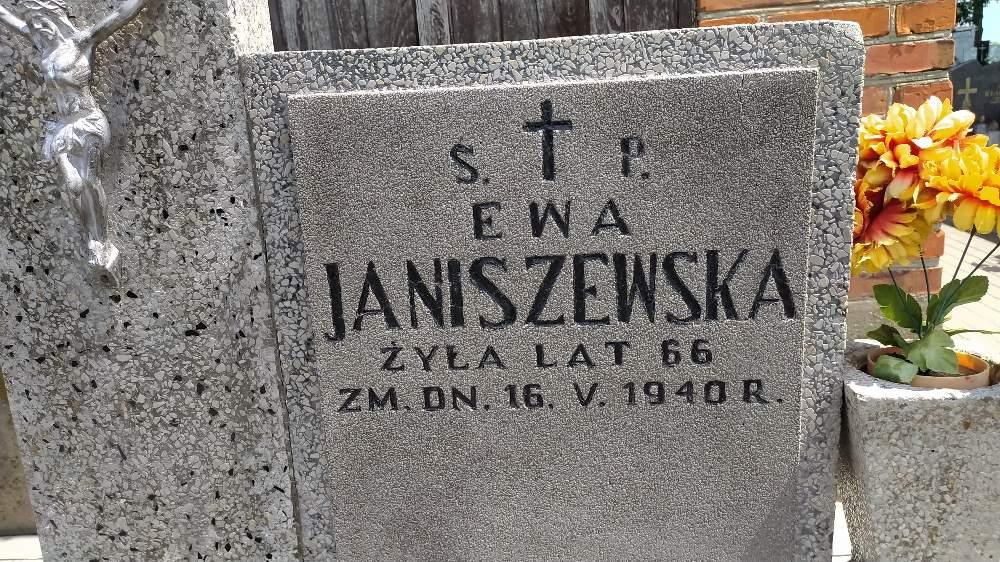 S. P.
EWA
JANISZEWSKA
ŻYŁA LAT 66
ZM. DN. 16. V. 1940 R.